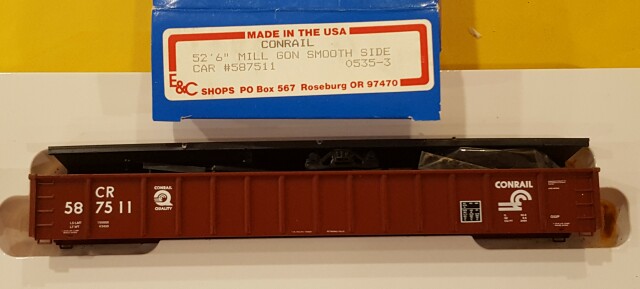 MADE IN THE USA
CONRAIL
52'6" MILL GON SMOOTH SIDE
CAR #587511 0535-3
E&C SHOPS PO Box 567 Roseburg OR 97470
CR
58 7511
CONRAIL
QUALITY
CONRAIL